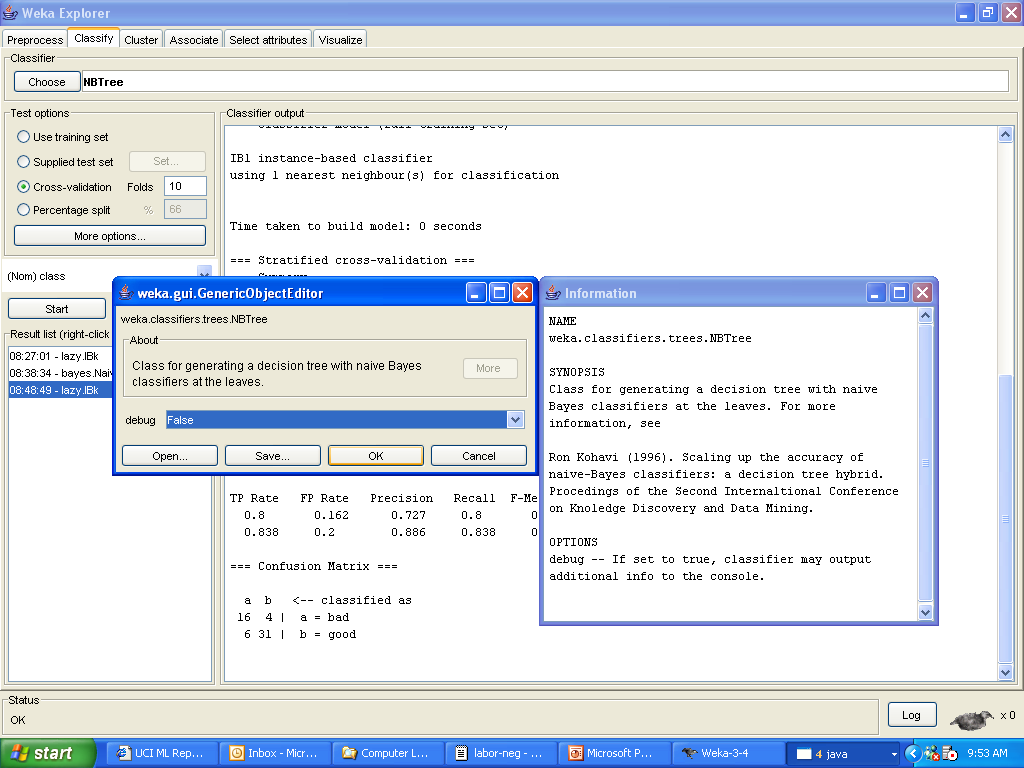 Weka Explorer
Preprocess Classify Cluster Associate Select attributes Visualize
Classifier
Choose NBTree
Test options
Use training set
Supplied test set Set...
Cross-validation Folds 10
Percentage split % 66
More options...
(Nom) class
Start
Result list (right-click
08:27:01 - lazy.IBk
08:38:34 - bayes.Nai
08:48:49 - lazy.IBk
Classifier output
IB1 instance-based classifier
using 1 nearest neighbour(s) for classification
Time taken to build model: 0 seconds
=== Stratified cross-validation ===
weka.gui.GenericObjectEditor
weka.classifiers.trees.NBTree
About
Class for generating a decision tree with naive Bayes
classifiers at the leaves.
More
debug False
Open... Save... OK Cancel
TP Rate FP Rate Precision Recall F-Me
0.8 0.162 0.727 0.8 0
0.838 0.2 0.886 0.838 0
=== Confusion Matrix ===
a b <-- classified as
16 4 | a = bad
6 31 | b = good
Information
NAME
weka.classifiers.trees.NBTree
SYNOPSIS
Class for generating a decision tree with naive
Bayes classifiers at the leaves. For more
information, see
Ron Kohavi (1996). Scaling up the accuracy of
naive-Bayes classifiers: a decision tree hybrid.
Procedings of the Second Internaltional Conference
on Knoledge Discovery and Data Mining.
OPTIONS
debug -- If set to true, classifier may output
additional info to the console.
Status
OK
Log x 0
start UCI ML Rep... Inbox - Micr... Computer L... labor-neg - ... Microsoft P... Weka-3-4 4 java 9:53 AM